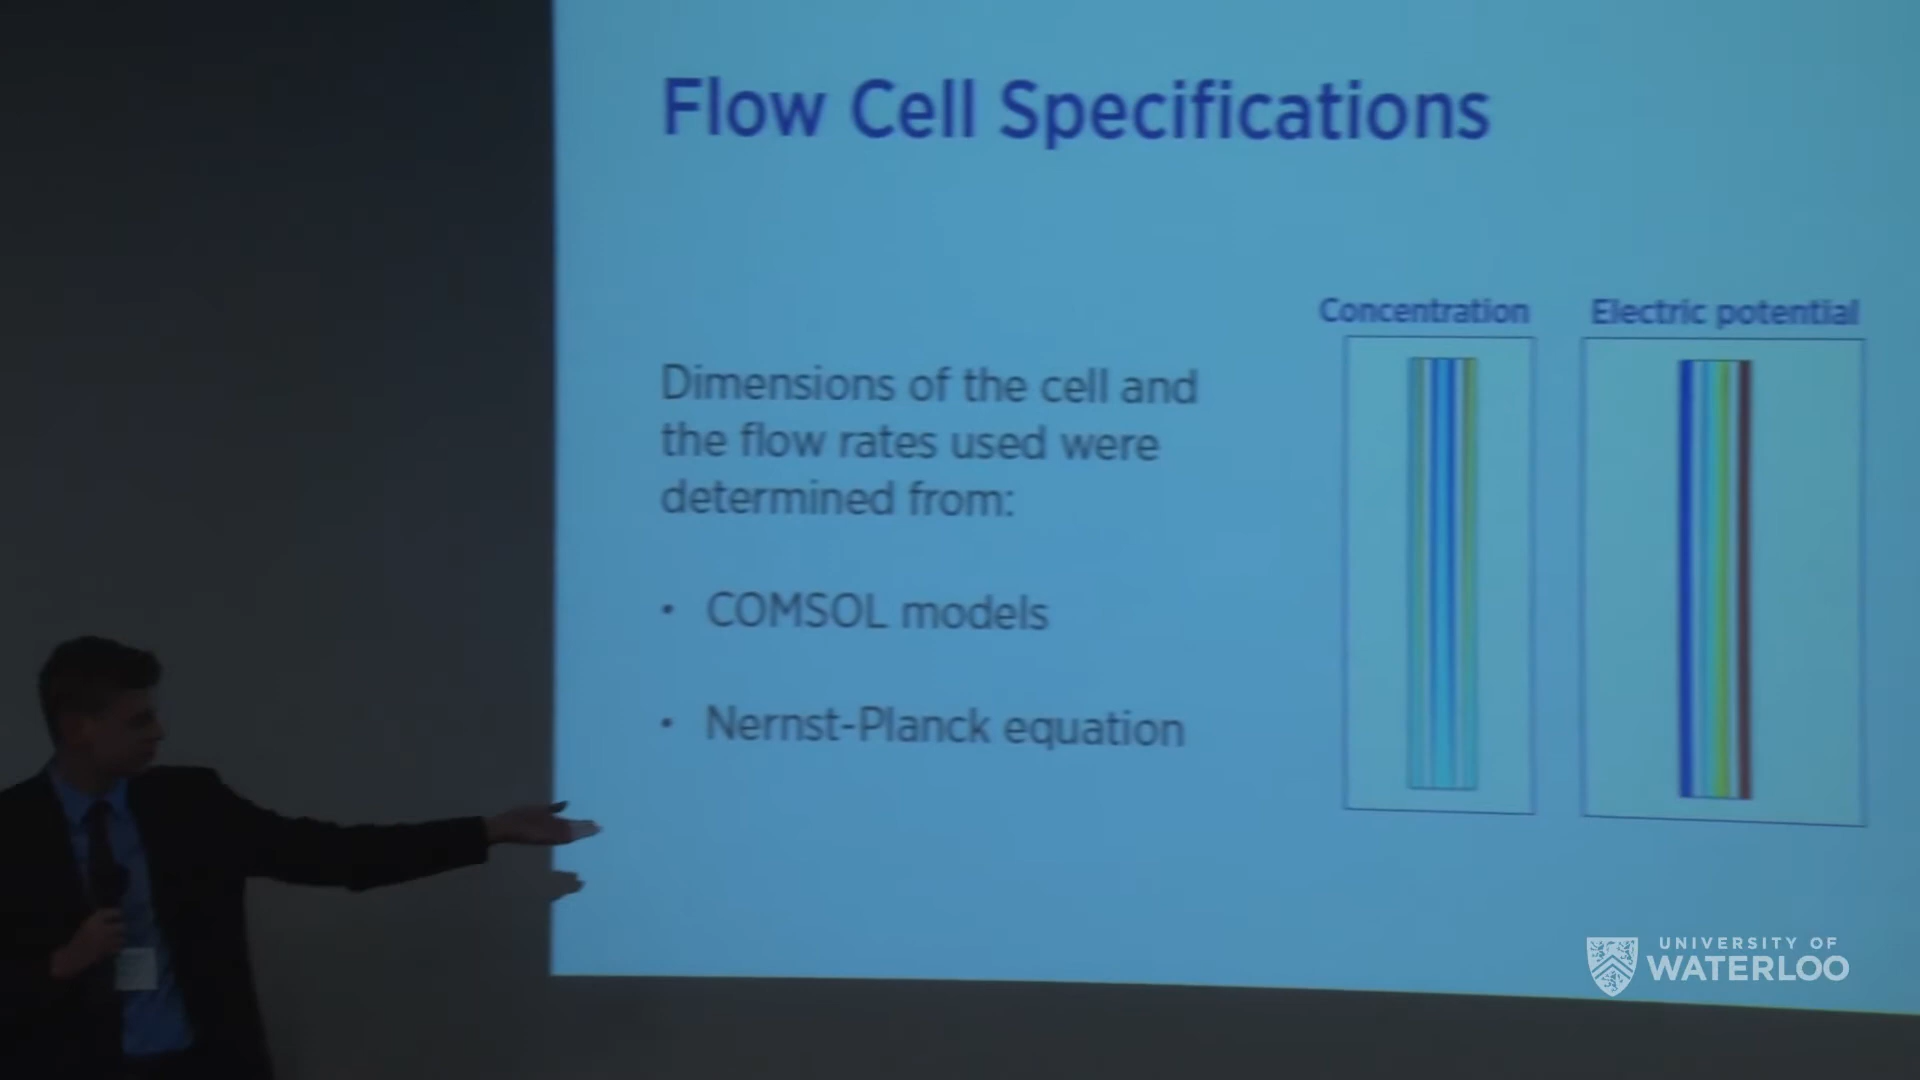 Flow Cell Specifications
Concentration
Electric potential
Dimensions of the cell and
the flow rates used were
determined from:
• COMSOL models
• Nernst-Planck equation
UNIVERSITY OF
WATERLOO